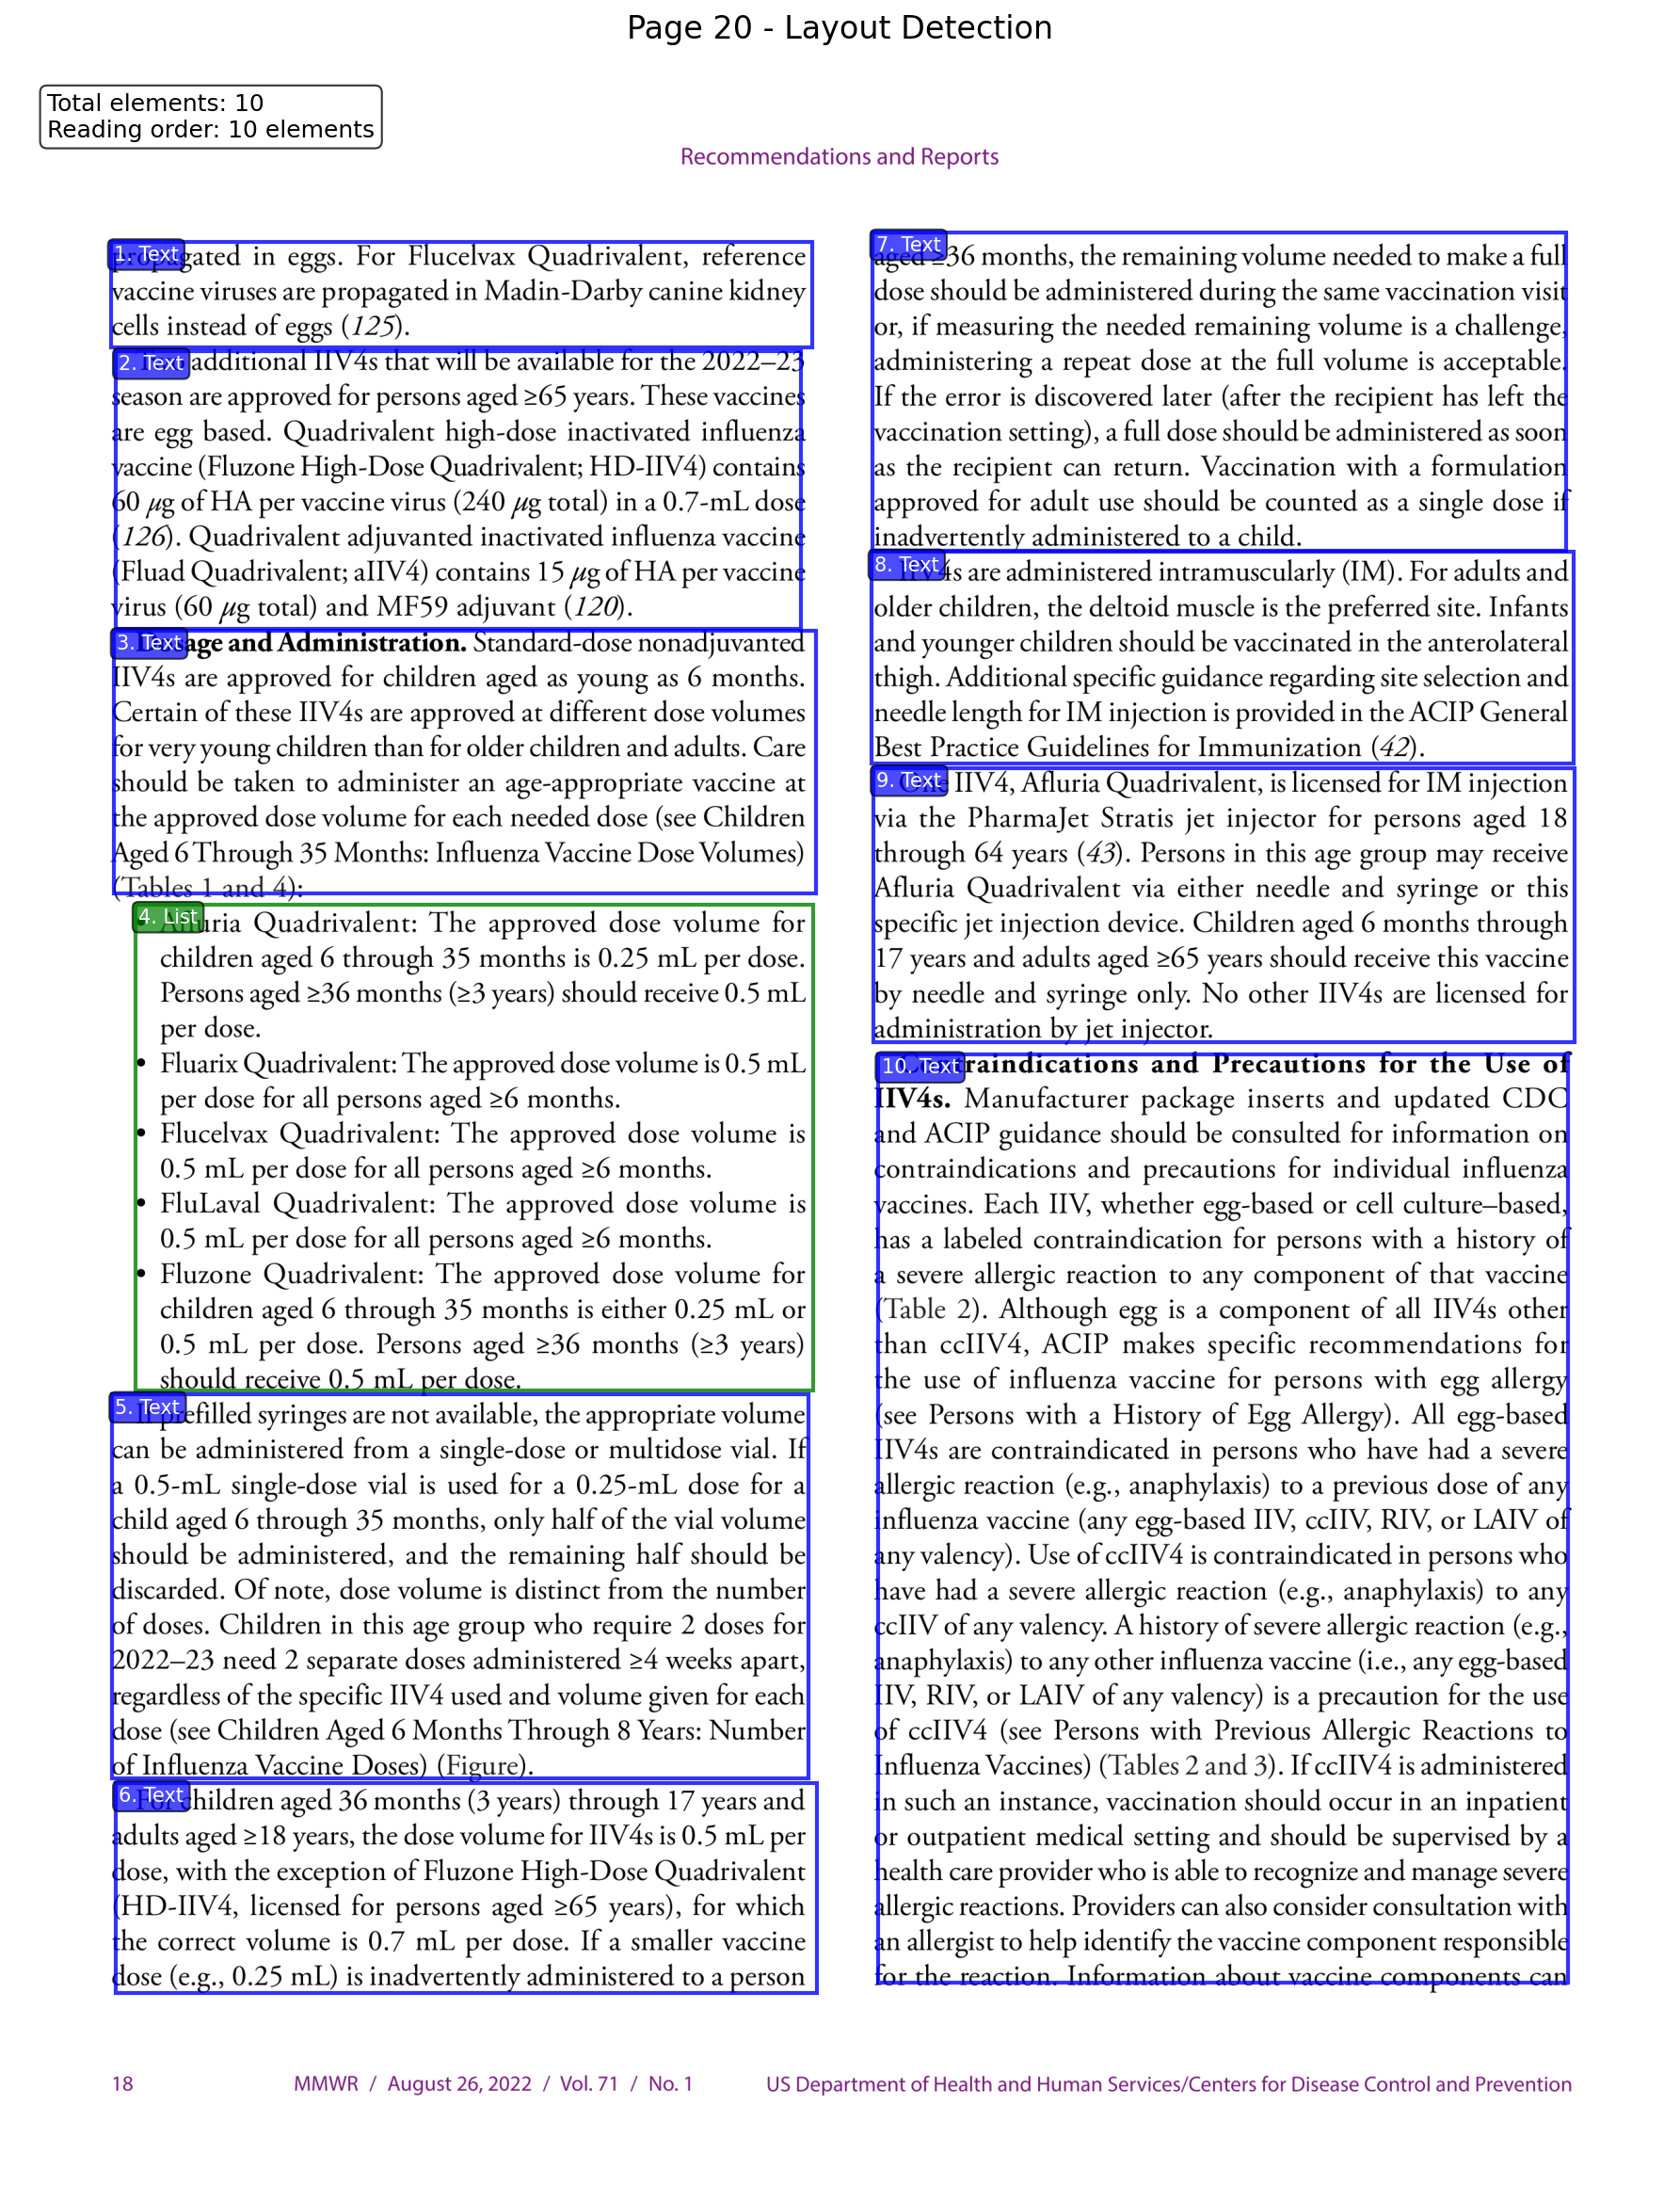 Page 20 - Layout Detection
Total elements: 10
Reading order: 10 elements
Recommendations and Reports
1. Text
propagated in eggs. For Flucelvax Quadrivalent, reference
vaccine viruses are propagated in Madin-Darby canine kidney
cells instead of eggs (125).
2. Text
additional IIV4s that will be available for the 2022–23
season are approved for persons aged ≥65 years. These vaccines
are egg based. Quadrivalent high-dose inactivated influenza
vaccine (Fluzone High-Dose Quadrivalent; HD-IIV4) contains
60 µg of HA per vaccine virus (240 µg total) in a 0.7-mL dose
(126). Quadrivalent adjuvanted inactivated influenza vaccine
(Fluad Quadrivalent; aIIV4) contains 15 µg of HA per vaccine
virus (60 µg total) and MF59 adjuvant (120).
3. Text
Dosage and Administration. Standard-dose nonadjuvanted
IIV4s are approved for children aged as young as 6 months.
Certain of these IIV4s are approved at different dose volumes
for very young children than for older children and adults. Care
should be taken to administer an age-appropriate vaccine at
the approved dose volume for each needed dose (see Children
Aged 6 Through 35 Months: Influenza Vaccine Dose Volumes)
(Tables 1 and 4):
4. List
Afluria Quadrivalent: The approved dose volume for
children aged 6 through 35 months is 0.25 mL per dose.
Persons aged ≥36 months (≥3 years) should receive 0.5 mL
per dose.
• Fluarix Quadrivalent: The approved dose volume is 0.5 mL
per dose for all persons aged ≥6 months.
• Flucelvax Quadrivalent: The approved dose volume is
0.5 mL per dose for all persons aged ≥6 months.
• FluLaval Quadrivalent: The approved dose volume is
0.5 mL per dose for all persons aged ≥6 months.
• Fluzone Quadrivalent: The approved dose volume for
children aged 6 through 35 months is either 0.25 mL or
0.5 mL per dose. Persons aged ≥36 months (≥3 years)
should receive 0.5 mL per dose.
5. Text
If prefilled syringes are not available, the appropriate volume
can be administered from a single-dose or multidose vial. If
a 0.5-mL single-dose vial is used for a 0.25-mL dose for a
child aged 6 through 35 months, only half of the vial volume
should be administered, and the remaining half should be
discarded. Of note, dose volume is distinct from the number
of doses. Children in this age group who require 2 doses for
2022–23 need 2 separate doses administered ≥4 weeks apart,
regardless of the specific IIV4 used and volume given for each
dose (see Children Aged 6 Months Through 8 Years: Number
of Influenza Vaccine Doses) (Figure).
6. Text
For children aged 36 months (3 years) through 17 years and
adults aged ≥18 years, the dose volume for IIV4s is 0.5 mL per
dose, with the exception of Fluzone High-Dose Quadrivalent
(HD-IIV4, licensed for persons aged ≥65 years), for which
the correct volume is 0.7 mL per dose. If a smaller vaccine
dose (e.g., 0.25 mL) is inadvertently administered to a person
7. Text
aged ≥36 months, the remaining volume needed to make a full
dose should be administered during the same vaccination visit
or, if measuring the needed remaining volume is a challenge,
administering a repeat dose at the full volume is acceptable.
If the error is discovered later (after the recipient has left the
vaccination setting), a full dose should be administered as soon
as the recipient can return. Vaccination with a formulation
approved for adult use should be counted as a single dose if
inadvertently administered to a child.
8. Text
IIV4s are administered intramuscularly (IM). For adults and
older children, the deltoid muscle is the preferred site. Infants
and younger children should be vaccinated in the anterolateral
thigh. Additional specific guidance regarding site selection and
needle length for IM injection is provided in the ACIP General
Best Practice Guidelines for Immunization (42).
9. Text
One IIV4, Afluria Quadrivalent, is licensed for IM injection
via the PharmaJet Stratis jet injector for persons aged 18
through 64 years (43). Persons in this age group may receive
Afluria Quadrivalent via either needle and syringe or this
specific jet injection device. Children aged 6 months through
17 years and adults aged ≥65 years should receive this vaccine
by needle and syringe only. No other IIV4s are licensed for
administration by jet injector.
10. Text
Contraindications and Precautions for the Use of
IIV4s. Manufacturer package inserts and updated CDC
and ACIP guidance should be consulted for information on
contraindications and precautions for individual influenza
vaccines. Each IIV, whether egg-based or cell culture–based,
has a labeled contraindication for persons with a history of
a severe allergic reaction to any component of that vaccine
(Table 2). Although egg is a component of all IIV4s other
than ccIIV4, ACIP makes specific recommendations for
the use of influenza vaccine for persons with egg allergy
(see Persons with a History of Egg Allergy). All egg-based
IIV4s are contraindicated in persons who have had a severe
allergic reaction (e.g., anaphylaxis) to a previous dose of any
influenza vaccine (any egg-based IIV, ccIIV, RIV, or LAIV of
any valency). Use of ccIIV4 is contraindicated in persons who
have had a severe allergic reaction (e.g., anaphylaxis) to any
ccIIV of any valency. A history of severe allergic reaction (e.g.,
anaphylaxis) to any other influenza vaccine (i.e., any egg-based
IIV, RIV, or LAIV of any valency) is a precaution for the use
of ccIIV4 (see Persons with Previous Allergic Reactions to
Influenza Vaccines) (Tables 2 and 3). If ccIIV4 is administered
in such an instance, vaccination should occur in an inpatient
or outpatient medical setting and should be supervised by a
health care provider who is able to recognize and manage severe
allergic reactions. Providers can also consider consultation with
an allergist to help identify the vaccine component responsible
for the reaction. Information about vaccine components can
18 MMWR / August 26, 2022 / Vol. 71 / No. 1 US Department of Health and Human Services/Centers for Disease Control and Prevention